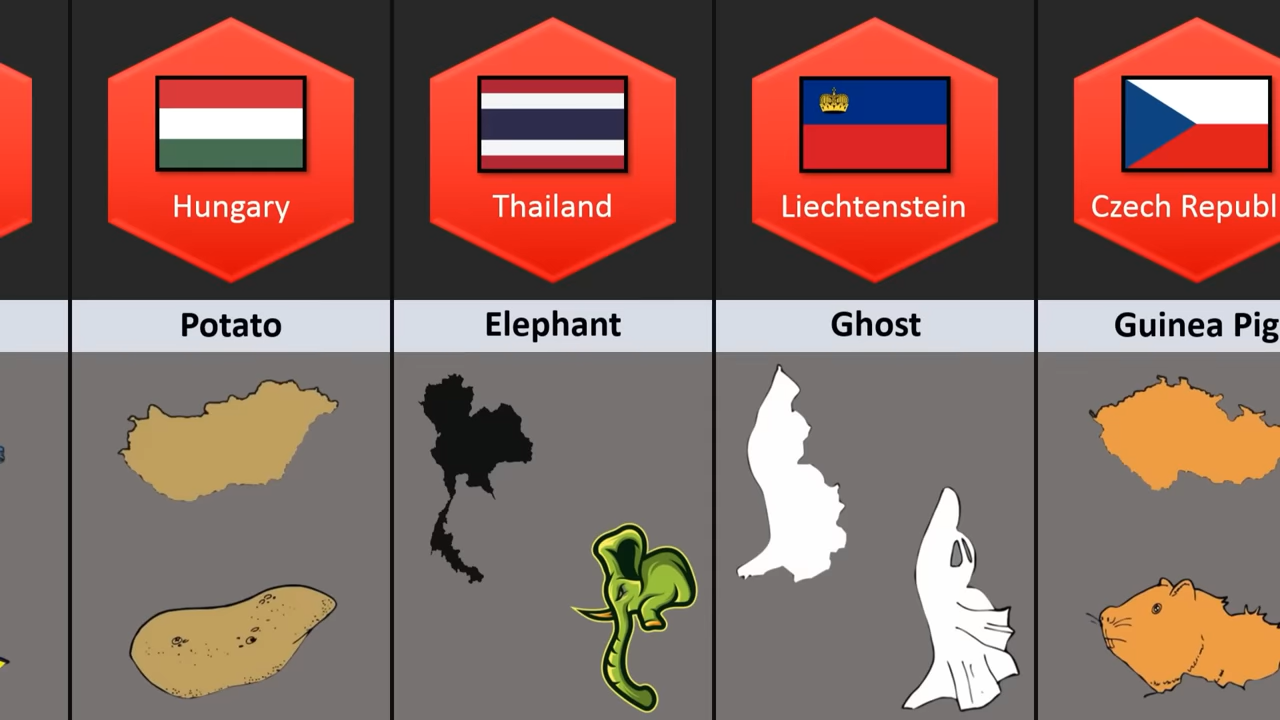 Hungary
Thailand
Liechtenstein
Czech Republ
Potato
Elephant
Ghost
Guinea Pig